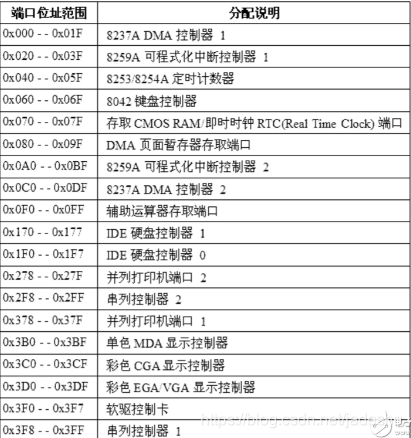 端口位址范围 分配说明
0x000 -- 0x01F 8237A DMA 控制器 1
0x020 -- 0x03F 8259A 可程式化中断控制器 1
0x040 -- 0x05F 8253/8254A 定时计数器
0x060 -- 0x06F 8042 键盘控制器
0x070 -- 0x07F 存取 CMOS RAM/即时时钟 RTC(Real Time Clock) 端口
0x080 -- 0x09F DMA 页面暂存器存取端口
0x0A0 -- 0x0BF 8259A 可程式化中断控制器 2
0x0C0 -- 0x0DF 8237A DMA 控制器 2
0x0F0 -- 0x0FF 辅助运算器存取端口
0x170 -- 0x177 IDE 硬盘控制器 1
0x1F0 -- 0x1F7 IDE 硬盘控制器 0
0x278 -- 0x27F 并列打印机端口 2
0x2F8 -- 0x2FF 串列控制器 2
0x378 -- 0x37F 并列打印机端口 1
0x3B0 -- 0x3BF 单色 MDA 显示控制器
0x3C0 -- 0x3CF 彩色 CGA 显示控制器
0x3D0 -- 0x3DF 彩色 EGA/VGA 显示控制器
0x3F0 -- 0x3F7 软驱控制卡
0x3F8 -- 0x3FF 串列控制器 1